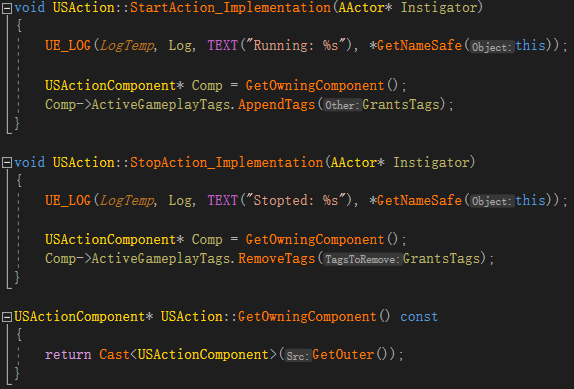 void USAction::StartAction_Implementation(AActor* Instigator)
{
UE_LOG(LogTemp, Log, TEXT("Running: %s"), *GetNameSafe(Object:this));
USActionComponent* Comp = GetOwningComponent();
Comp->ActiveGameplayTags.AppendTags(Other:GrantsTags);
}
void USAction::StopAction_Implementation(AActor* Instigator)
{
UE_LOG(LogTemp, Log, TEXT("Stopted: %s"), *GetNameSafe(Object:this));
USActionComponent* Comp = GetOwningComponent();
Comp->ActiveGameplayTags.RemoveTags(TagsToRemove:GrantsTags);
}
USActionComponent* USAction::GetOwningComponent() const
{
return Cast<USActionComponent>(Src:GetOuter());
}